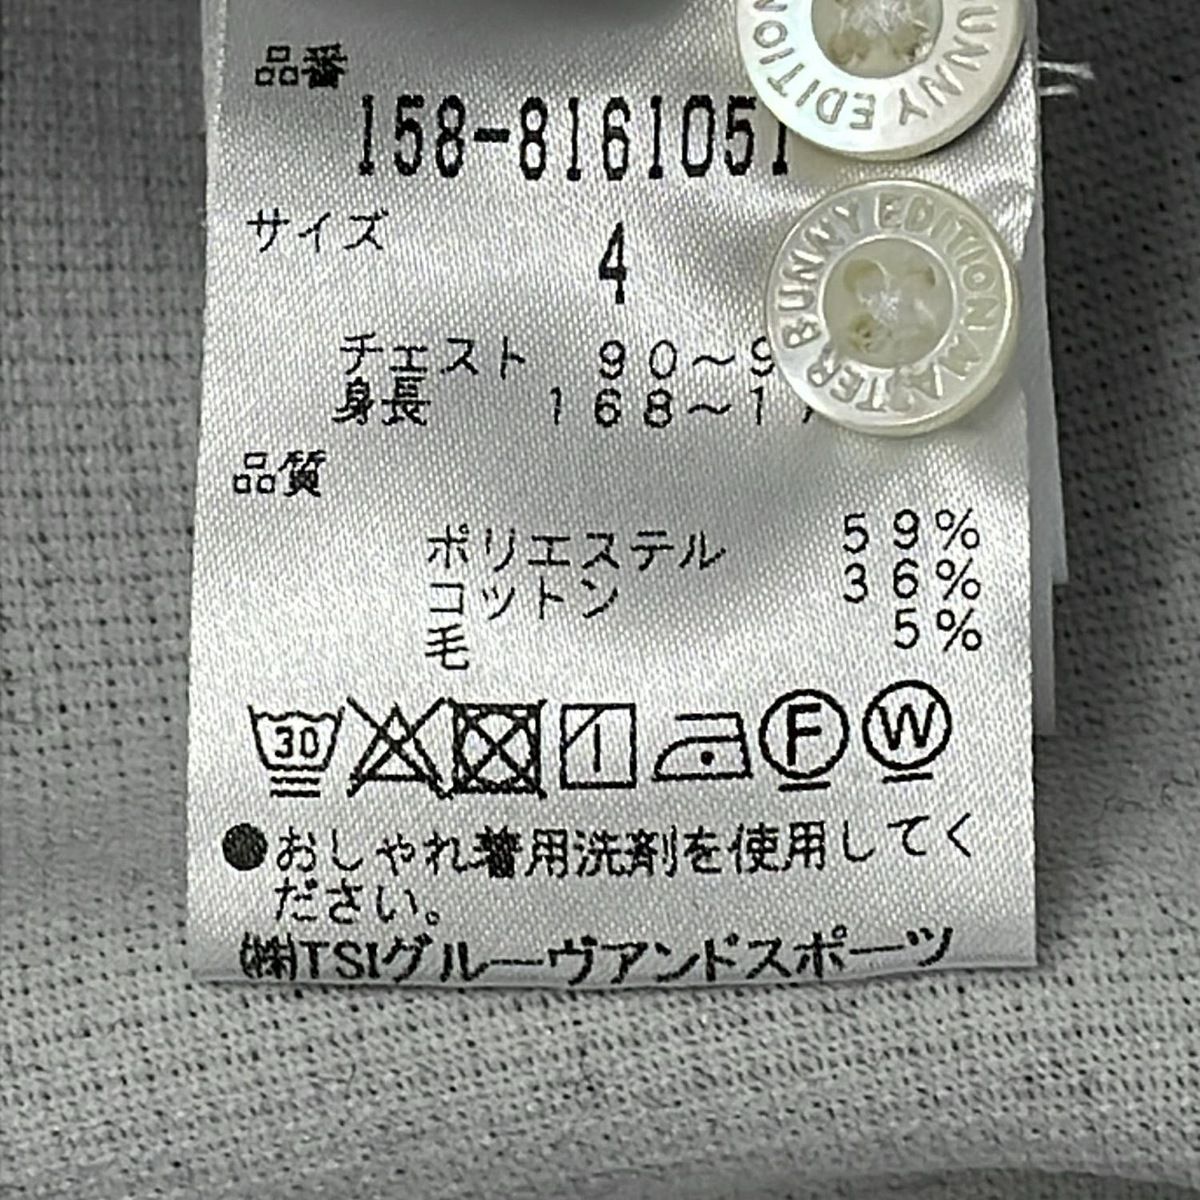 品番
158-8161051
サイズ
4
チェスト 90～9
身長 168～17
品質
ポリエステル 59%
コットン 36%
毛 5%
30 1 F W
●おしゃれ着用洗剤を使用してく
ださい。
(株)TSIグルーヴアンドスポーツ
UNNY EDITION
MASTER BUNNY EDITION